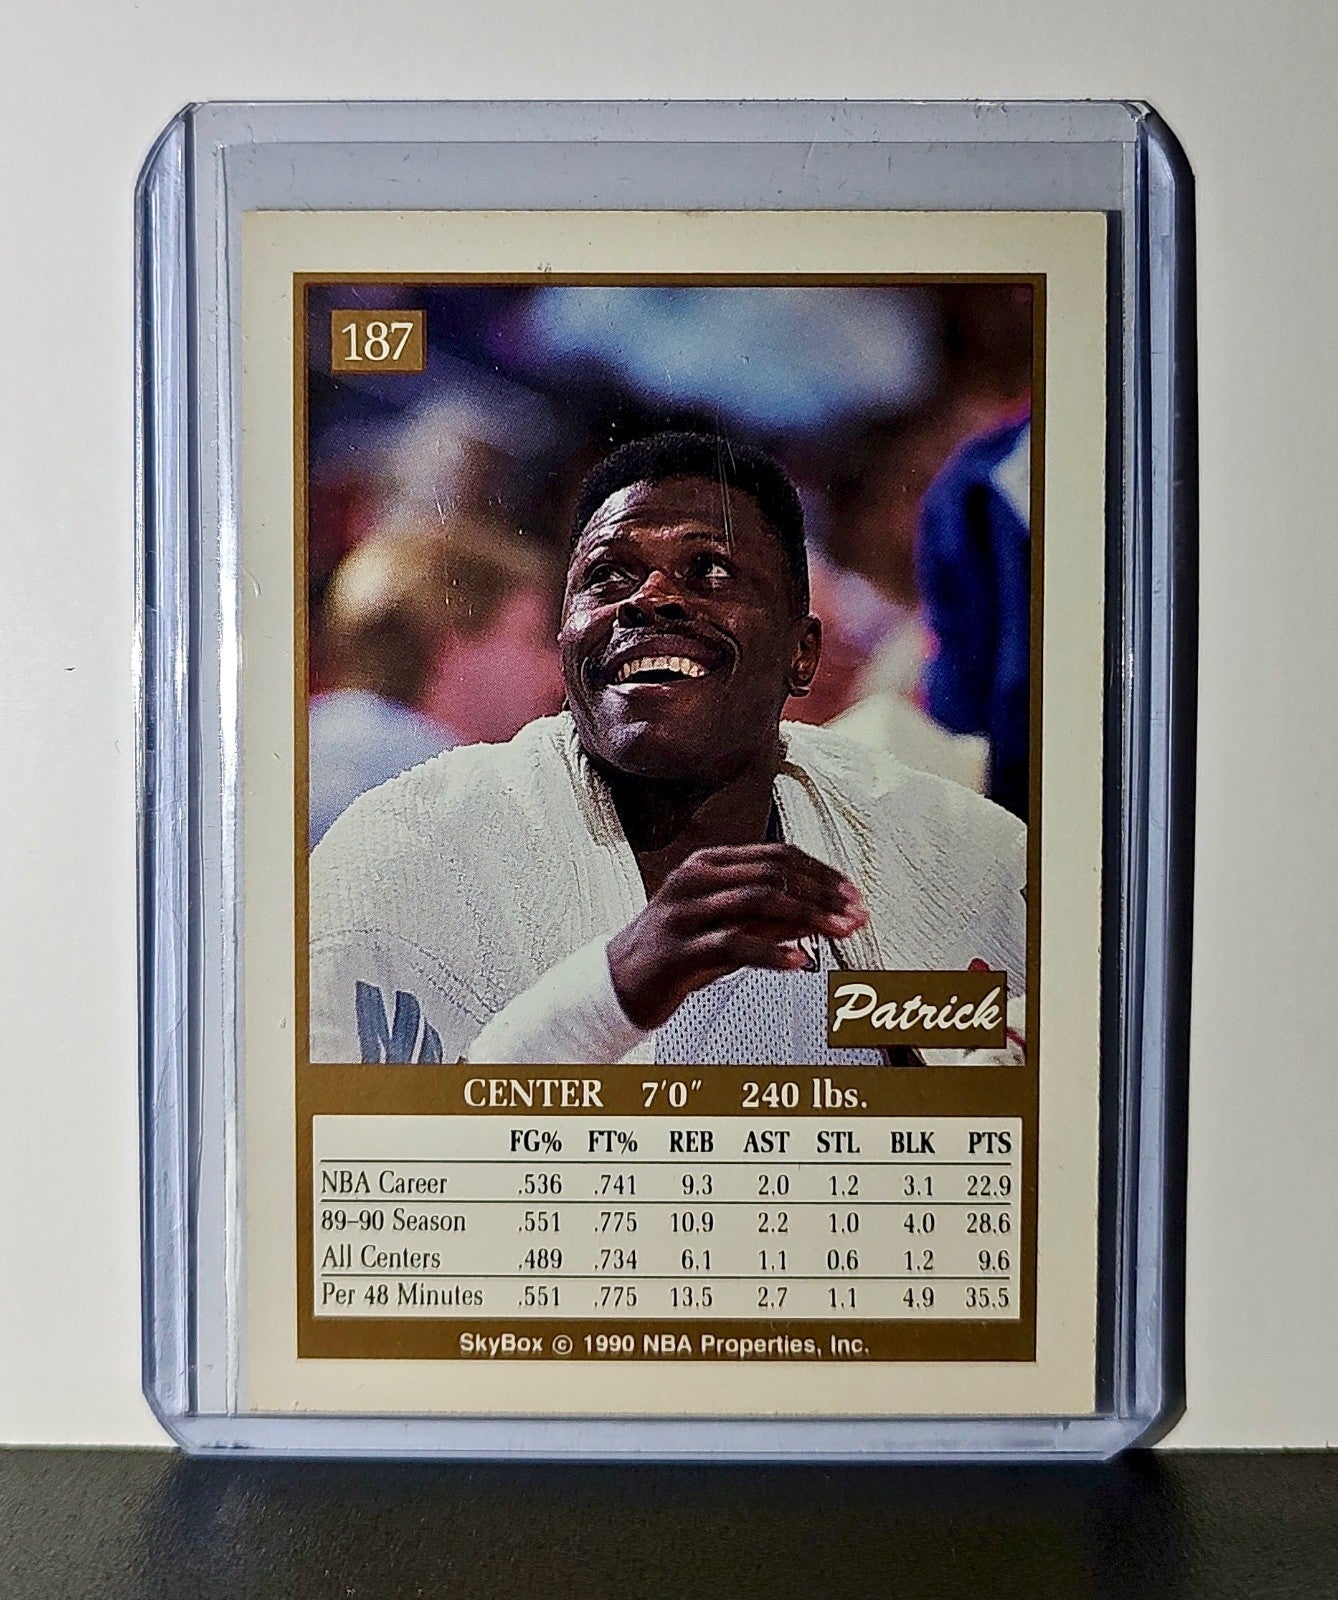 187
Patrick
CENTER 7'0" 240 lbs.
FG% FT% REB AST STL BLK PTS
NBA Career .536 .741 9.3 2.0 1.2 3.1 22.9
89–90 Season .551 .775 10.9 2.2 1.0 4.0 28.6
All Centers .489 .734 6.1 1.1 0.6 1.2 9.6
Per 48 Minutes .551 .775 13.5 2.7 1.1 4.9 35.5
SkyBox © 1990 NBA Properties, Inc.